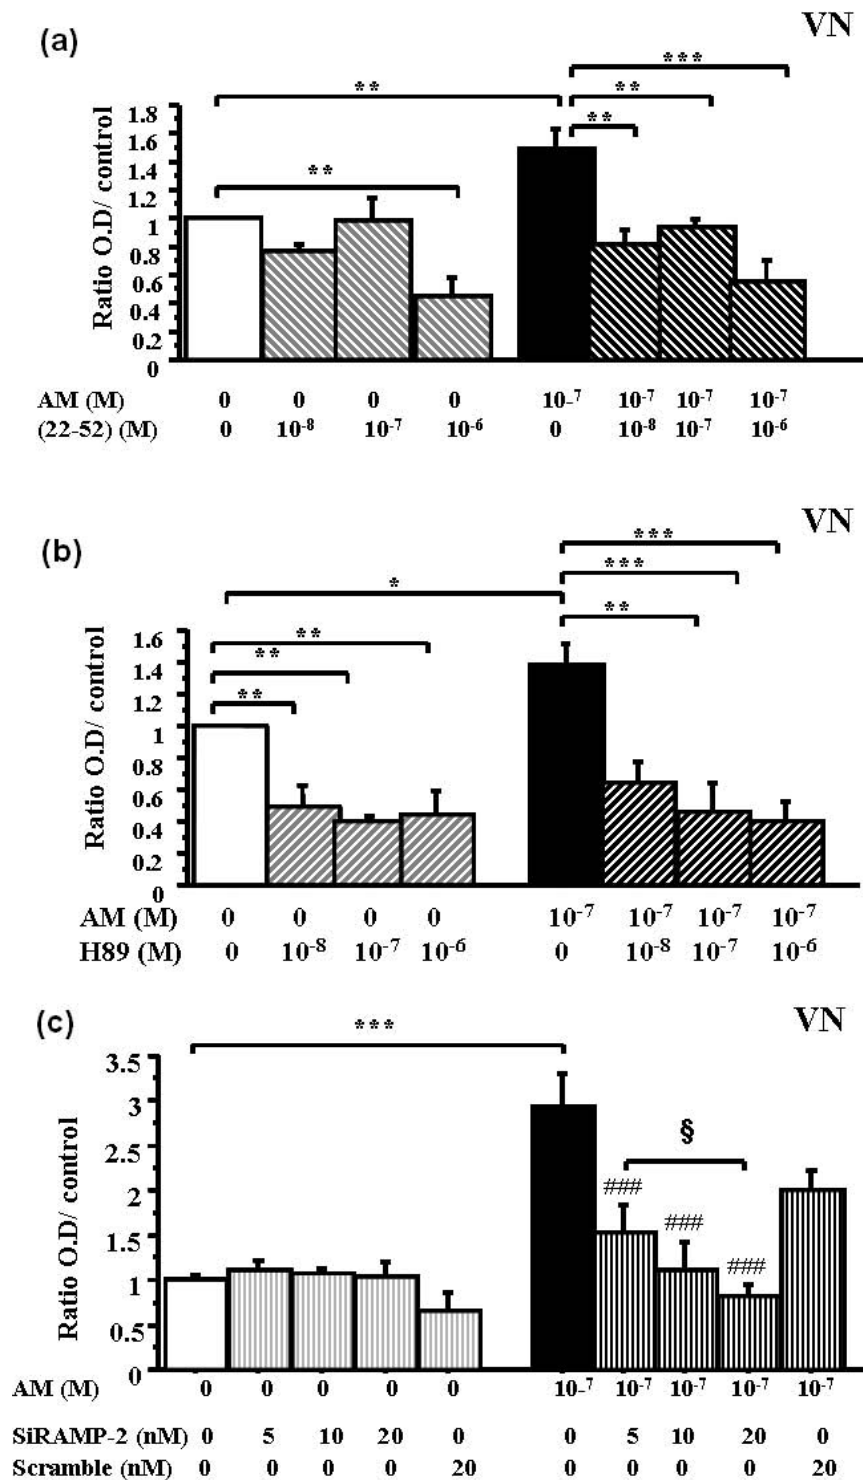 (a)
VN
***
**
**
**
**
Ratio O.D/ control
1.8
1.6
1.4
1.2
1
0.8
0.6
0.4
0.2
0
AM (M) 0 0 0 0 10-7 10-7 10-7 10-7
(22-52) (M) 0 10-8 10-7 10-6 0 10-8 10-7 10-6
(b)
VN
***
***
*
**
**
**
**
Ratio O.D/ control
1.6
1.4
1.2
1
0.8
0.6
0.4
0.2
0
AM (M) 0 0 0 0 10-7 10-7 10-7 10-7
H89 (M) 0 10-8 10-7 10-6 0 10-8 10-7 10-6
(c)
VN
***
§
### ### ###
Ratio O.D/ control
3.5
3
2.5
2
1.5
1
0.5
0
AM (M) 0 0 0 0 0 10-7 10-7 10-7 10-7 10-7
SiRAMP-2 (nM) 0 5 10 20 0 0 5 10 20 0
Scramble (nM) 0 0 0 0 20 0 0 0 0 20